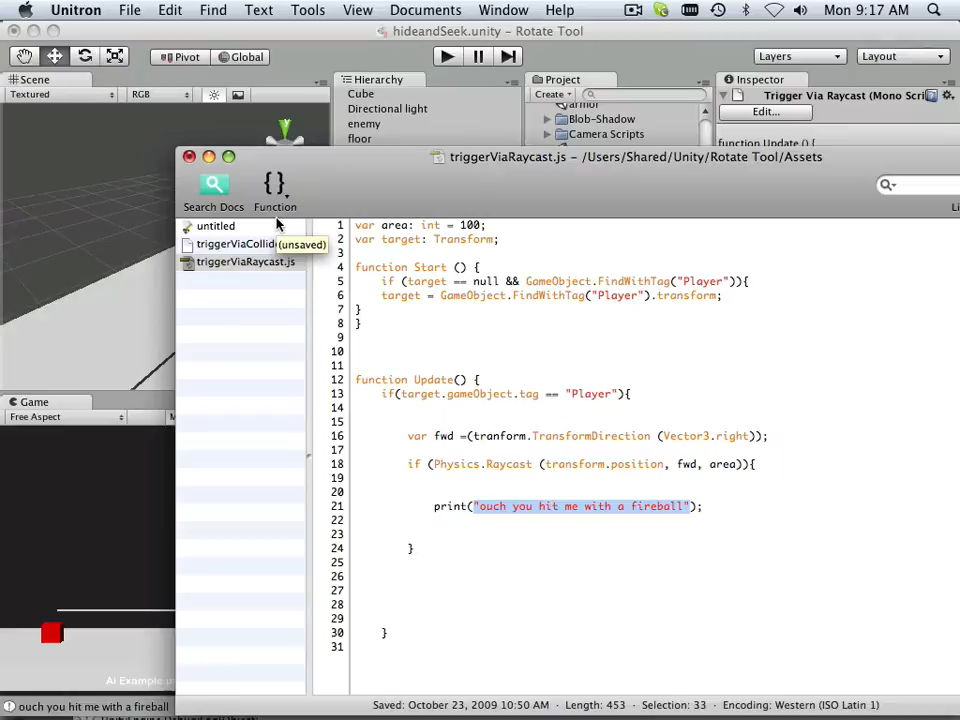 Unitron File Edit Find Text Tools View Documents Window Help Mon 9:17 AM
hideandSeek.unity - Rotate Tool
Pivot Global Layers Layout
Scene Hierarchy Project Inspector
Textured RGB Cube Create armor Trigger Via Raycast (Mono Scri
Directional light Blob-Shadow Edit...
enemy Camera Scripts
floor function Update () {
triggerViaRaycast.js - /Users/Shared/Unity/Rotate Tool/Assets
Search Docs Function
untitled
triggerViaCollid (unsaved)
triggerViaRaycast.js
1 var area: int = 100;
2 var target: Transform;
3
4 function Start () {
5 if (target == null && GameObject.FindWithTag("Player")){
6 target = GameObject.FindWithTag("Player").transform;
7 }
8 }
9
10
11
12 function Update() {
13 if(target.gameObject.tag == "Player"){
14
15
16 var fwd =(tranform.TransformDirection (Vector3.right));
17
18 if (Physics.Raycast (transform.position, fwd, area)){
19
20
21 print("ouch you hit me with a fireball");
22
23
24 }
25
26
27
28
29
30 }
31
Game
Free Aspect
Ai Example u
ouch you hit me with a fireball
Saved: October 23, 2009 10:50 AM Length: 453 Selection: 33 Encoding: Western (ISO Latin 1)